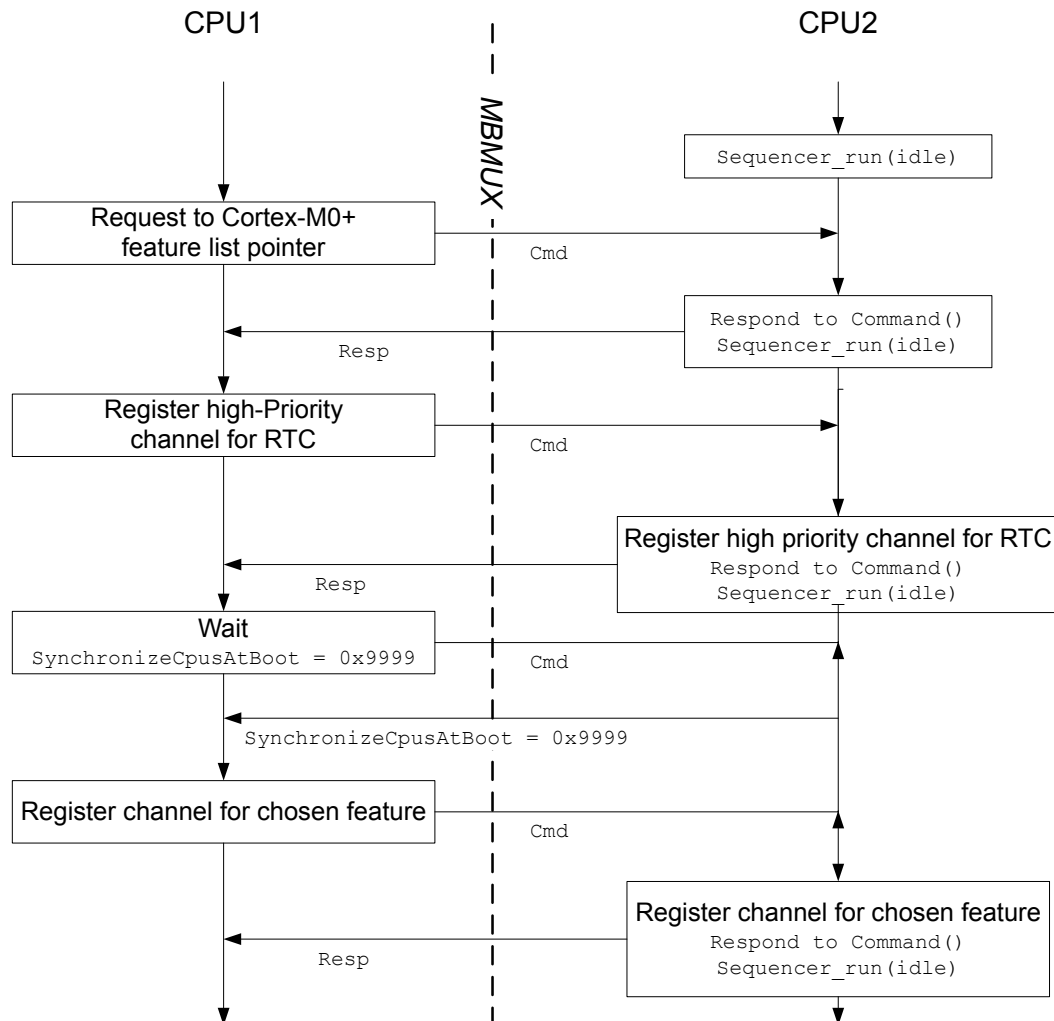 CPU1
CPU2
MBMUX
Sequencer_run(idle)
Request to Cortex-M0+
feature list pointer
Cmd
Respond to Command()
Sequencer_run(idle)
Resp
Register high-Priority
channel for RTC
Cmd
Register high priority channel for RTC
Respond to Command()
Sequencer_run(idle)
Resp
Wait
SynchronizeCpusAtBoot = 0x9999
Cmd
SynchronizeCpusAtBoot = 0x9999
Register channel for chosen feature
Cmd
Register channel for chosen feature
Respond to Command()
Sequencer_run(idle)
Resp